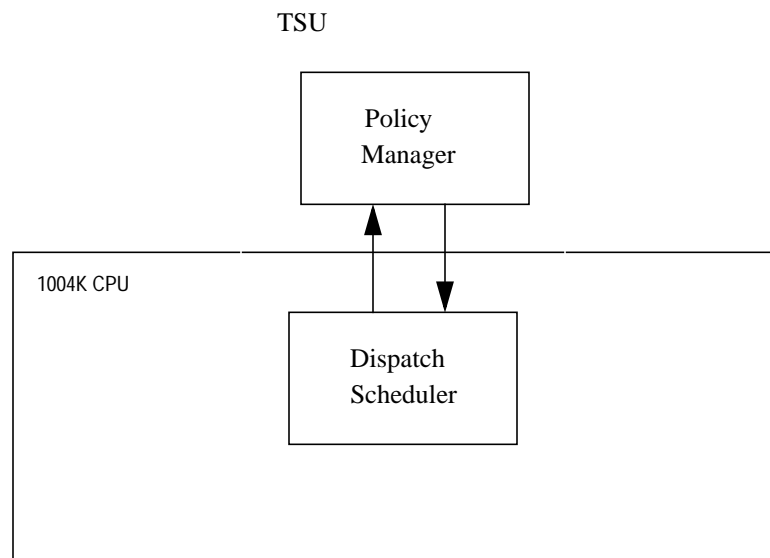 TSU
Policy
Manager
1004K CPU
Dispatch
Scheduler